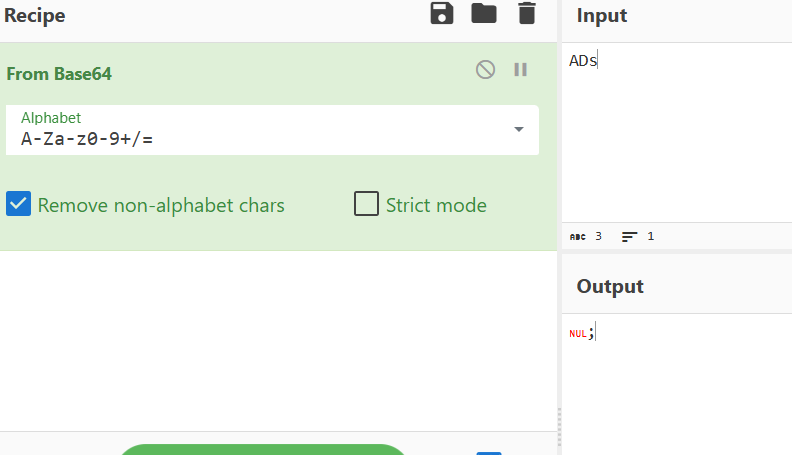 Recipe
From Base64
Alphabet
A-Za-z0-9+/=
Remove non-alphabet chars
Strict mode
Input
ADs
ABC 3 1
Output
NUL;